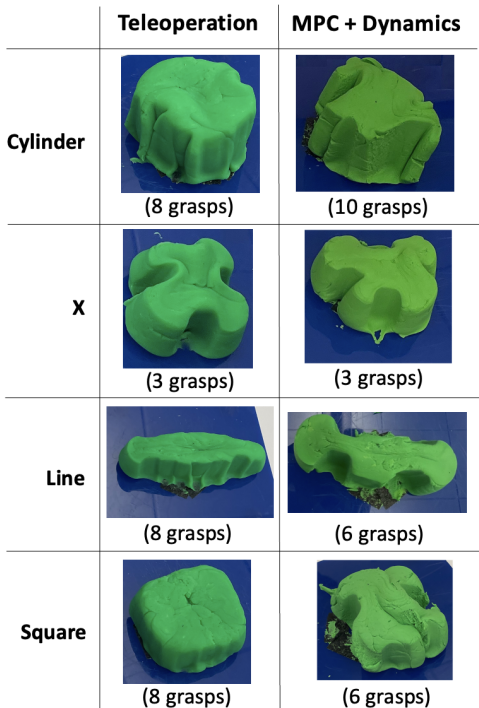 Teleoperation MPC + Dynamics
Cylinder
(8 grasps) (10 grasps)
X
(3 grasps) (3 grasps)
Line
(8 grasps) (6 grasps)
Square
(8 grasps) (6 grasps)